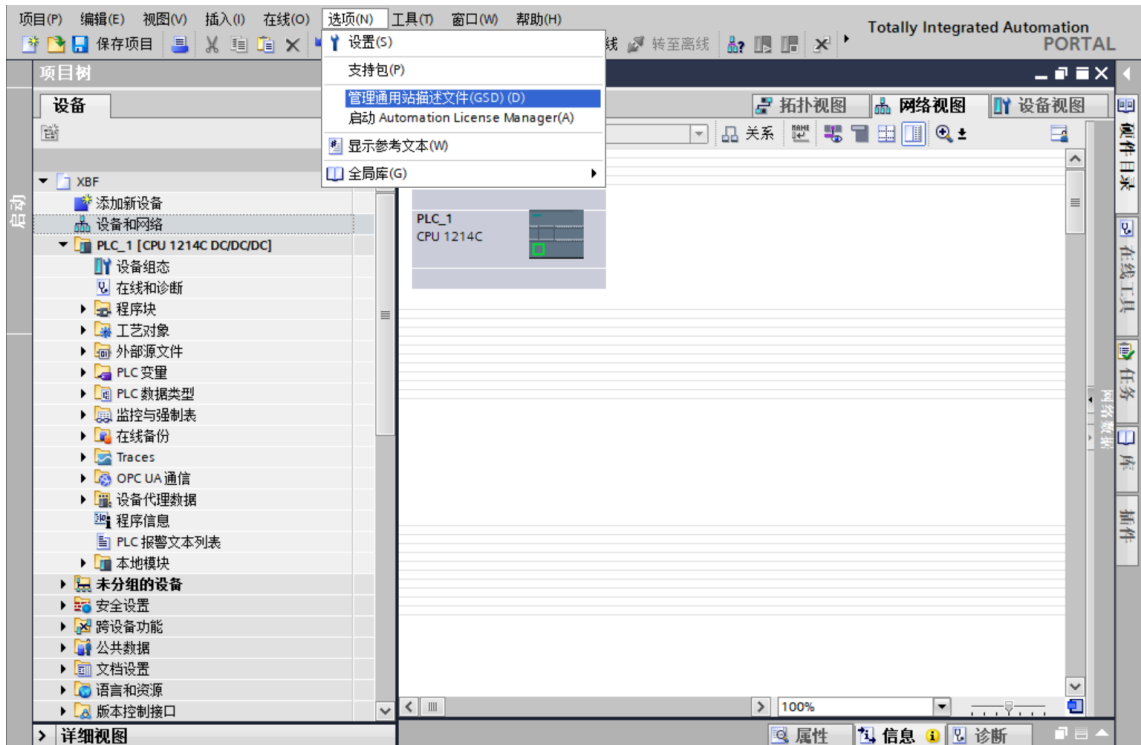 项目(P) 编辑(E) 视图(V) 插入(I) 在线(O) 选项(N) 工具(T) 窗口(W) 帮助(H)
Totally Integrated Automation
PORTAL
保存项目
线 转至离线
设置(S)
支持包(P)
管理通用站描述文件(GSD) (D)
启动 Automation License Manager(A)
显示参考文本(W)
全局库(G)
项目树
设备
拓扑视图 网络视图 设备视图
关系
XBF
添加新设备
设备和网络
PLC_1 [CPU 1214C DC/DC/DC]
设备组态
在线和诊断
程序块
工艺对象
外部源文件
PLC 变量
PLC 数据类型
监控与强制表
在线备份
Traces
OPC UA 通信
设备代理数据
程序信息
PLC 报警文本列表
本地模块
未分组的设备
安全设置
跨设备功能
公共数据
文档设置
语言和资源
版本控制接口
详细视图
启动
PLC_1
CPU 1214C
网络数据
100%
属性 信息 诊断
硬件目录
在线工具
任务
库
插件